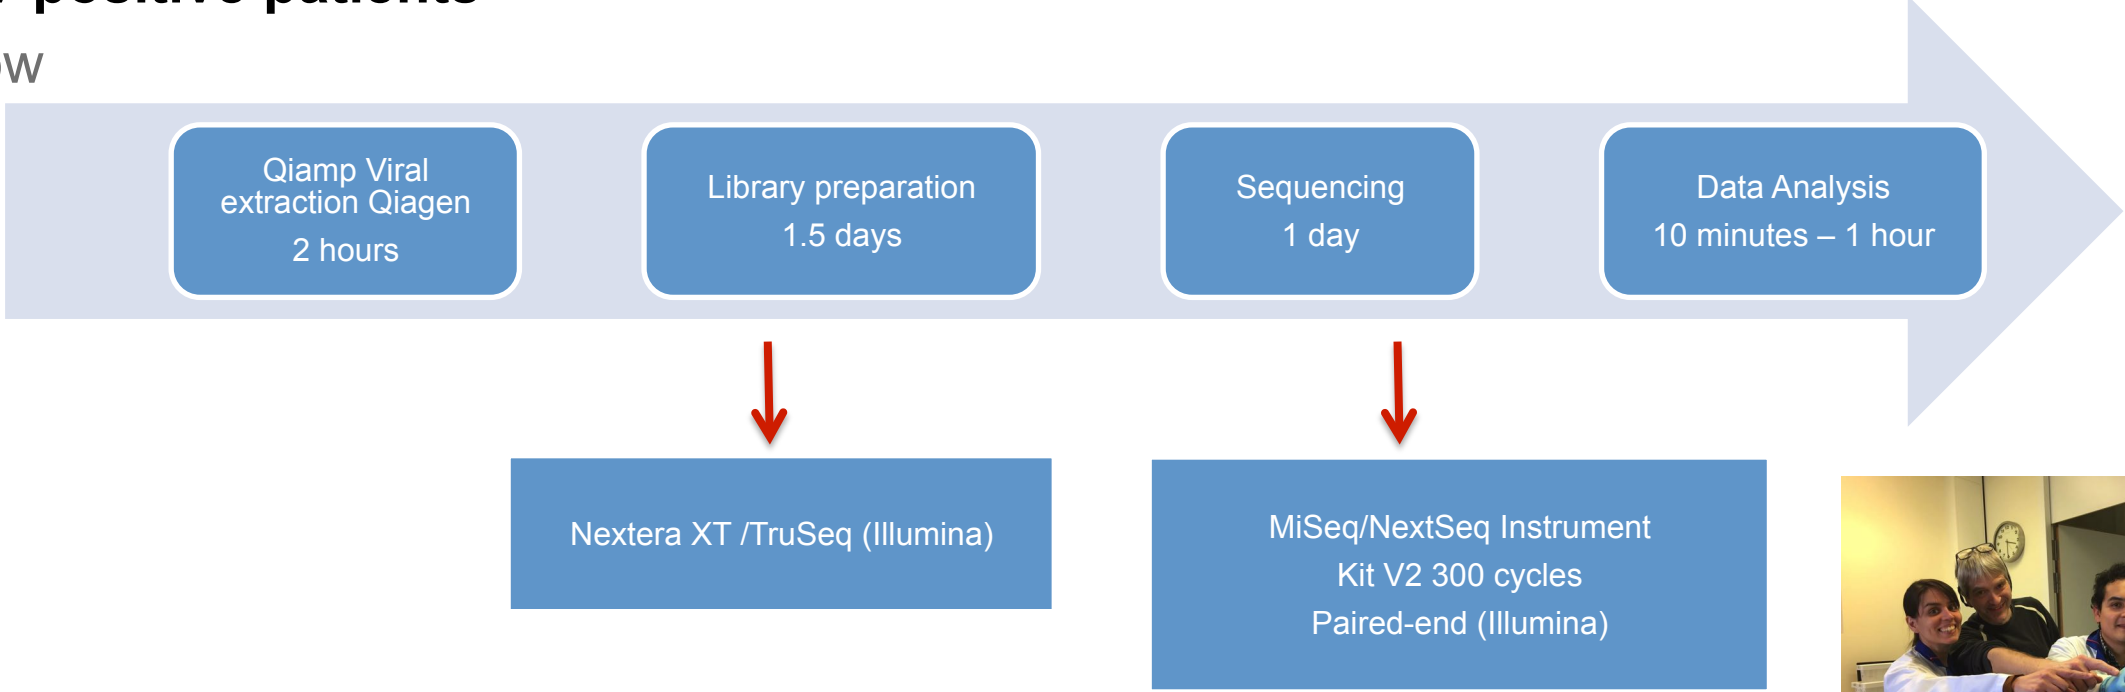 positive patients
Qiamp Viral
extraction Qiagen
2 hours
Library preparation
1.5 days
Sequencing
1 day
Data Analysis
10 minutes – 1 hour
Nextera XT /TruSeq (Illumina)
MiSeq/NextSeq Instrument
Kit V2 300 cycles
Paired-end (Illumina)